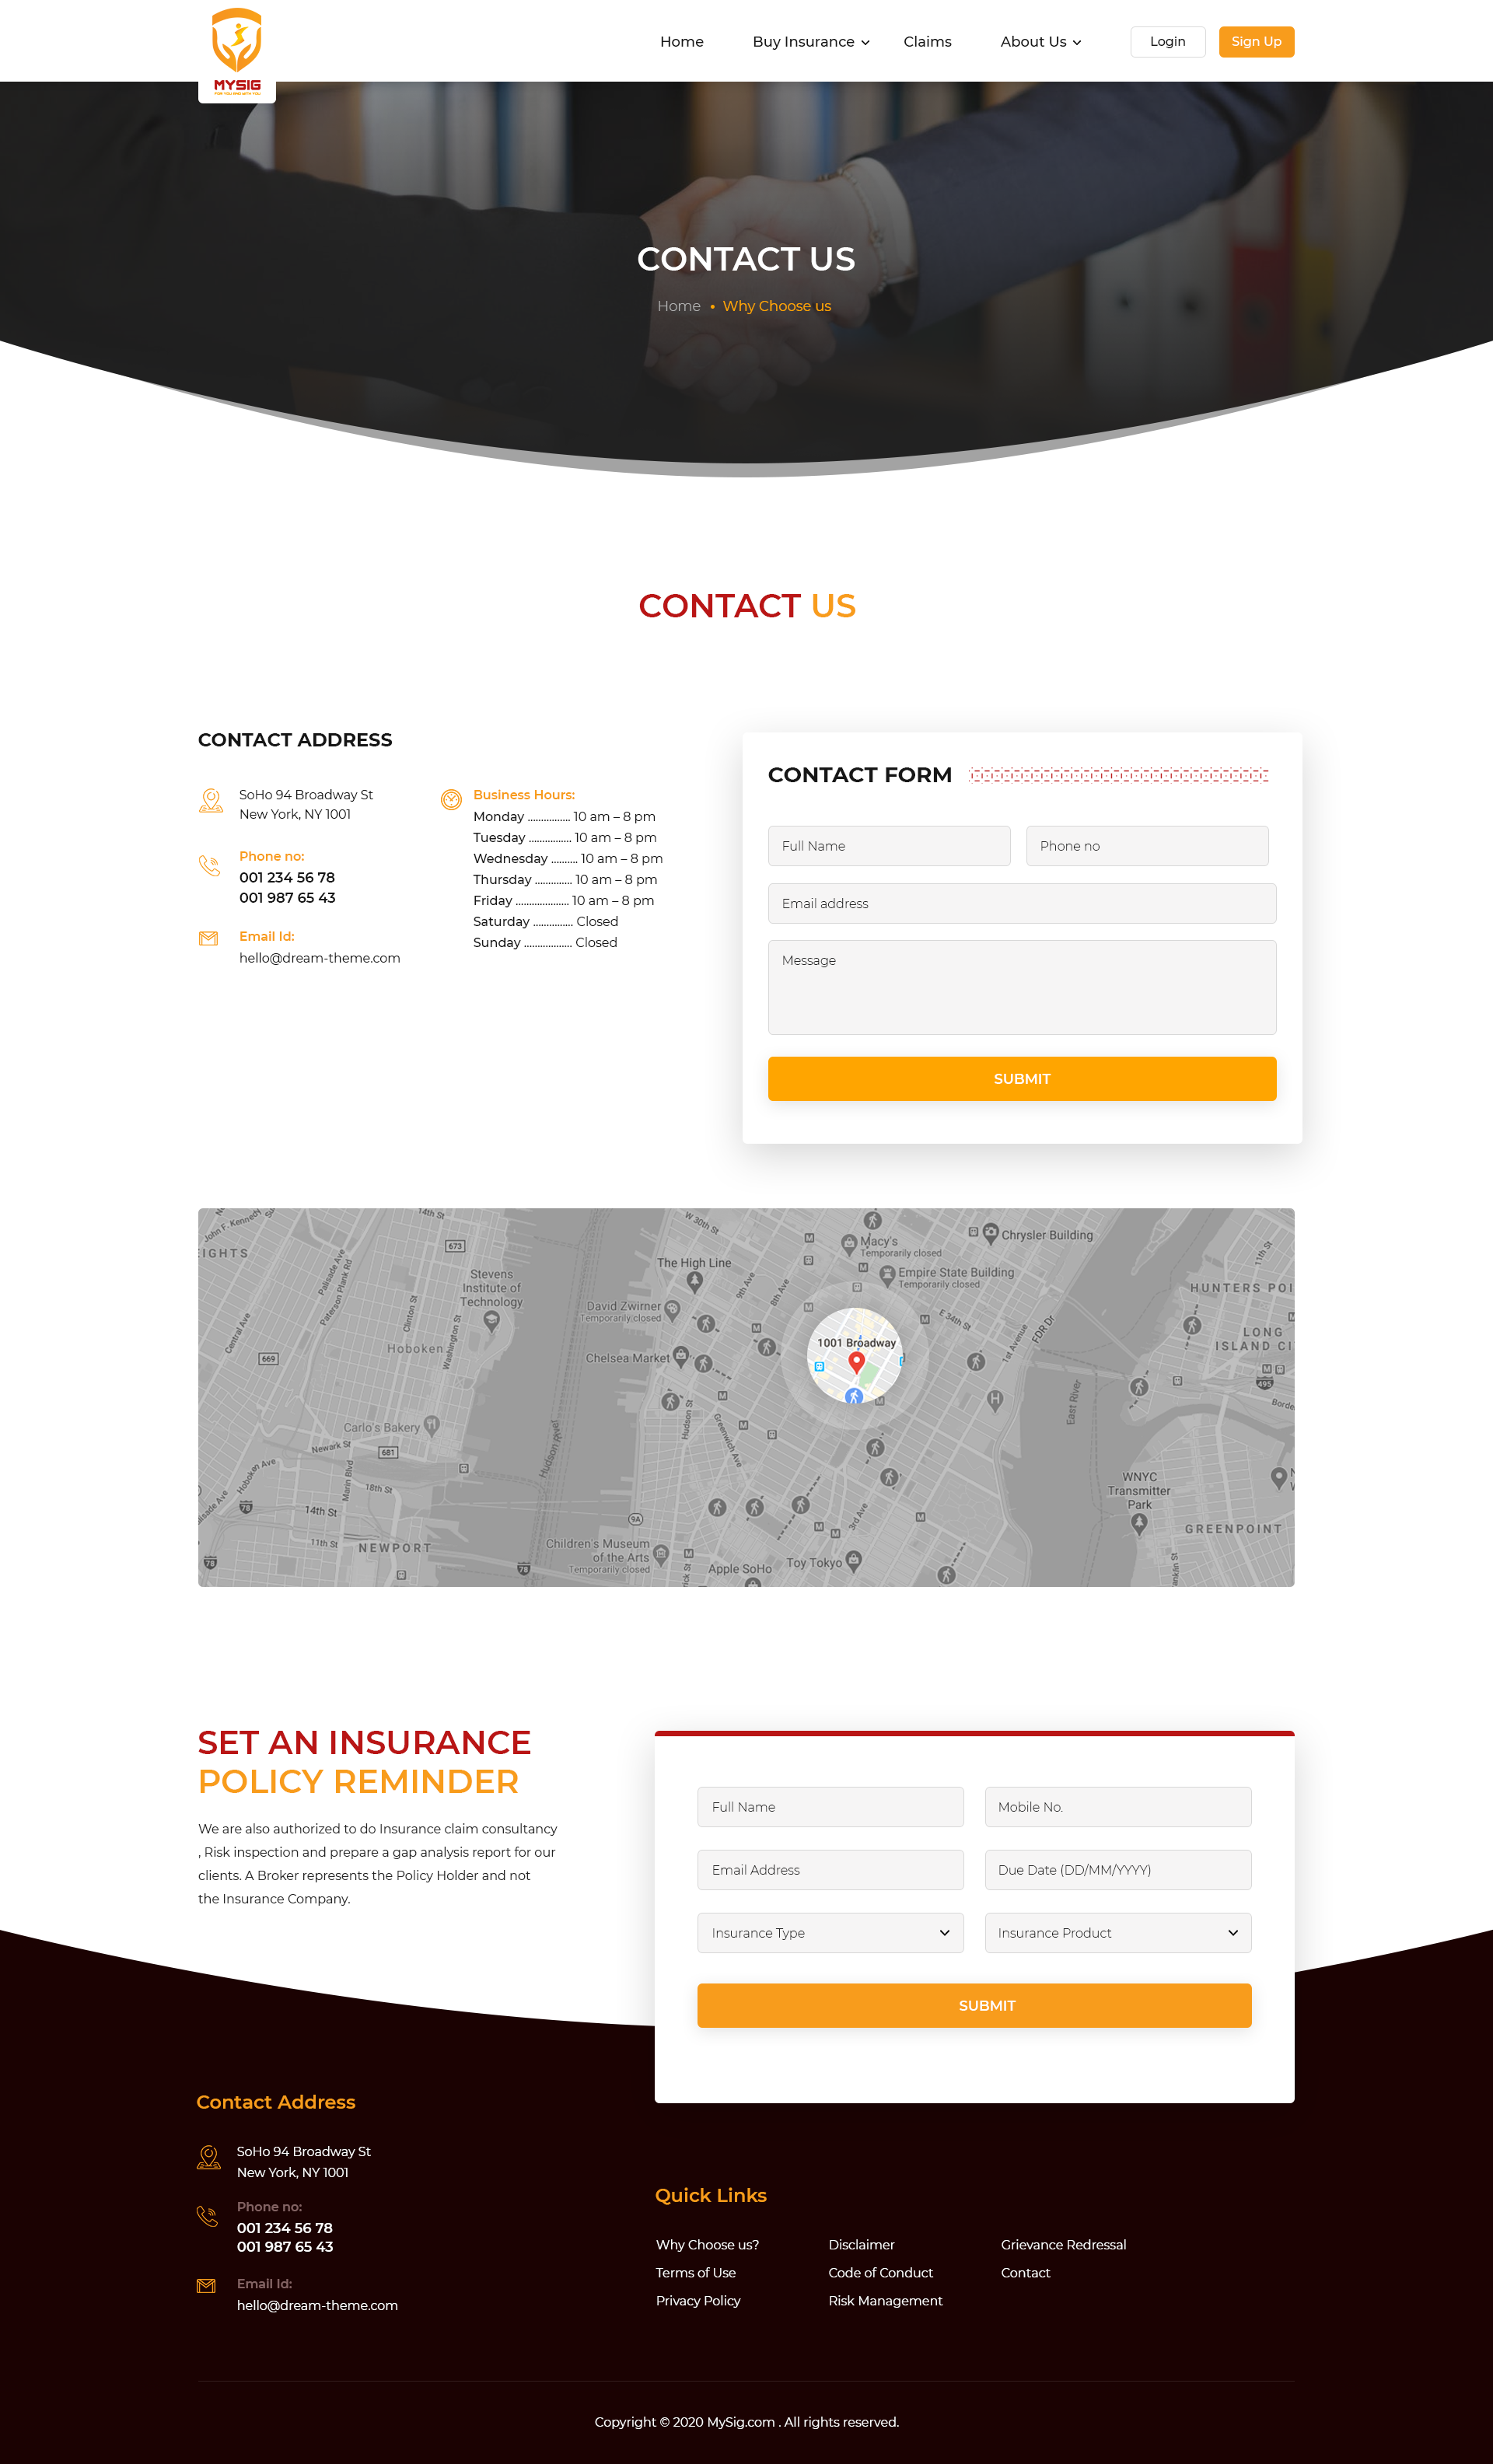 MYSIG
FOR YOU AND WITH YOU
Home
Buy Insurance
Claims
About Us
Login
Sign Up
CONTACT US
Home • Why Choose us
CONTACT US
CONTACT ADDRESS
SoHo 94 Broadway St
New York, NY 1001
Phone no:
001 234 56 78
001 987 65 43
Email Id:
hello@dream-theme.com
Business Hours:
Monday ................ 10 am – 8 pm
Tuesday ................ 10 am – 8 pm
Wednesday .......... 10 am – 8 pm
Thursday .............. 10 am – 8 pm
Friday .................... 10 am – 8 pm
Saturday ............... Closed
Sunday .................. Closed
CONTACT FORM
Full Name
Phone no
Email address
Message
SUBMIT
John F. Kennedy
EIGHTS
14th St
673
Palisade Ave
Paterson Plank Rd
Stevens
Institute of
Technology
Clinton St
Washington St
Central Ave
Hoboken
669
W 30th St
The High Line
9th Ave
8th Ave
David Zwirner
Temporarily closed
Chelsea Market
Macy's
Temporarily closed
Empire State Building
Temporarily closed
Chrysler Building
E 34th St
1st Avenue
FDR Dr
11th St
HUNTERS POI
LONG
ISLAND CI
495
Borde
1001 Broadway
East River
Hudson St
Greenwich Ave
Hudson River
Carlo's Bakery
Newark St
681
Hoboken Ave
Marin Blvd
18th St
14th St
11th St
78
78
78
NEWPORT
9A
Children's Museum
of the Arts
Temporarily closed
Apple SoHo
Toy Tokyo
3rd Ave
WNYC
Transmitter
Park
GREENPOINT
SET AN INSURANCE
POLICY REMINDER
We are also authorized to do Insurance claim consultancy
, Risk inspection and prepare a gap analysis report for our
clients. A Broker represents the Policy Holder and not
the Insurance Company.
Full Name
Mobile No.
Email Address
Due Date (DD/MM/YYYY)
Insurance Type
Insurance Product
SUBMIT
Contact Address
SoHo 94 Broadway St
New York, NY 1001
Phone no:
001 234 56 78
001 987 65 43
Email Id:
hello@dream-theme.com
Quick Links
Why Choose us?
Disclaimer
Grievance Redressal
Terms of Use
Code of Conduct
Contact
Privacy Policy
Risk Management
Copyright © 2020 MySig.com . All rights reserved.